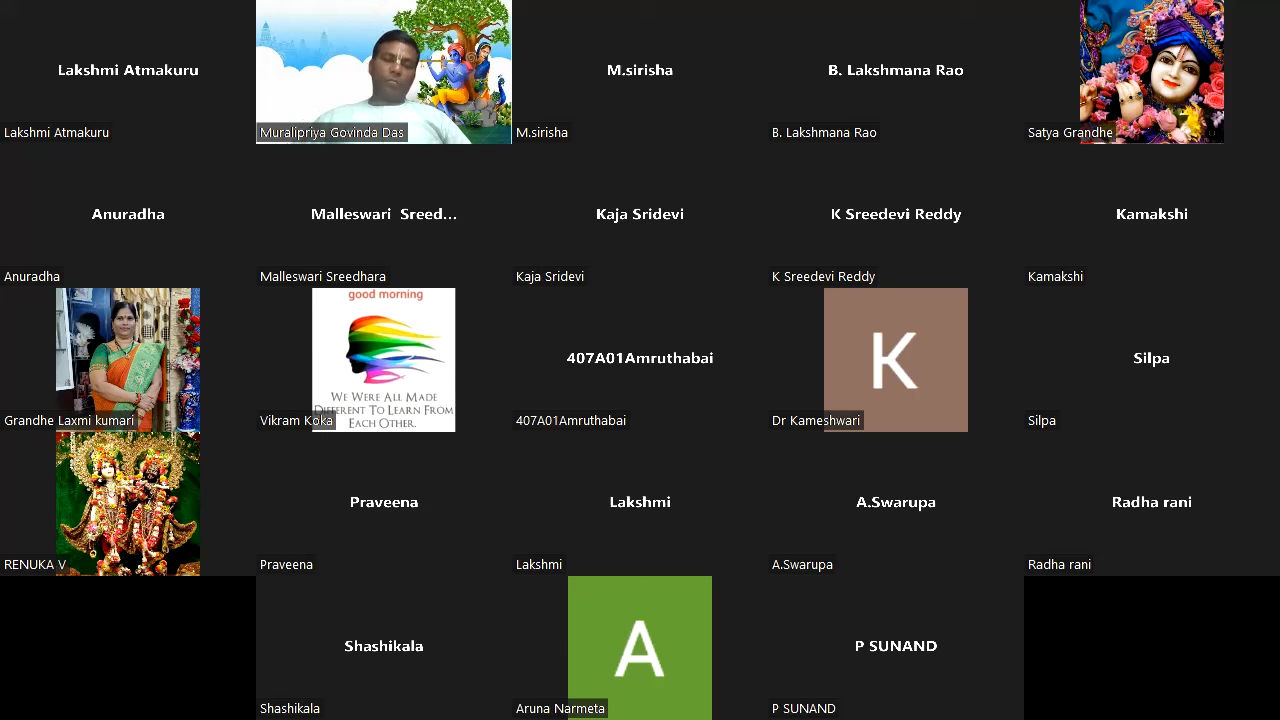 Lakshmi Atmakuru
Lakshmi Atmakuru
Muralipriya Govinda Das
M.sirisha
M.sirisha
B. Lakshmana Rao
B. Lakshmana Rao
Satya Grandhe
Anuradha
Anuradha
Malleswari Sreed...
Malleswari Sreedhara
Kaja Sridevi
Kaja Sridevi
K Sreedevi Reddy
K Sreedevi Reddy
Kamakshi
Kamakshi
Grandhe Laxmi kumari
good morning
WE WERE ALL MADE
DIFFERENT TO LEARN FROM
EACH OTHER.
Vikram Koka
407A01Amruthabai
407A01Amruthabai
K
Dr Kameshwari
Silpa
Silpa
RENUKA V
Praveena
Praveena
Lakshmi
Lakshmi
A.Swarupa
A.Swarupa
Radha rani
Radha rani
Shashikala
Shashikala
A
Aruna Narmeta
P SUNAND
P SUNAND